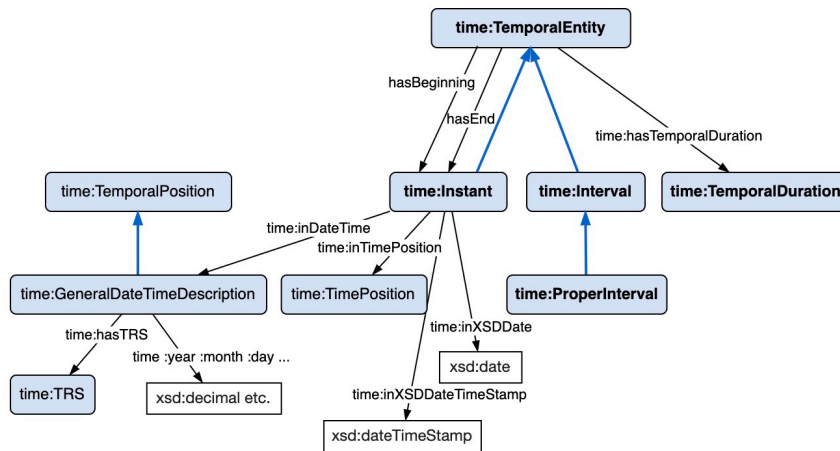 time:TemporalEntity
hasBeginning
hasEnd
time:hasTemporalDuration
time:TemporalPosition
time:Instant
time:Interval
time:TemporalDuration
time:inDateTime
time:inTimePosition
time:GeneralDateTimeDescription
time:TimePosition
time:ProperInterval
time:hasTRS
time:inXSDDate
time :year :month :day ...
xsd:date
time:TRS
xsd:decimal etc.
time:inXSDDateTimeStamp
xsd:dateTimeStamp